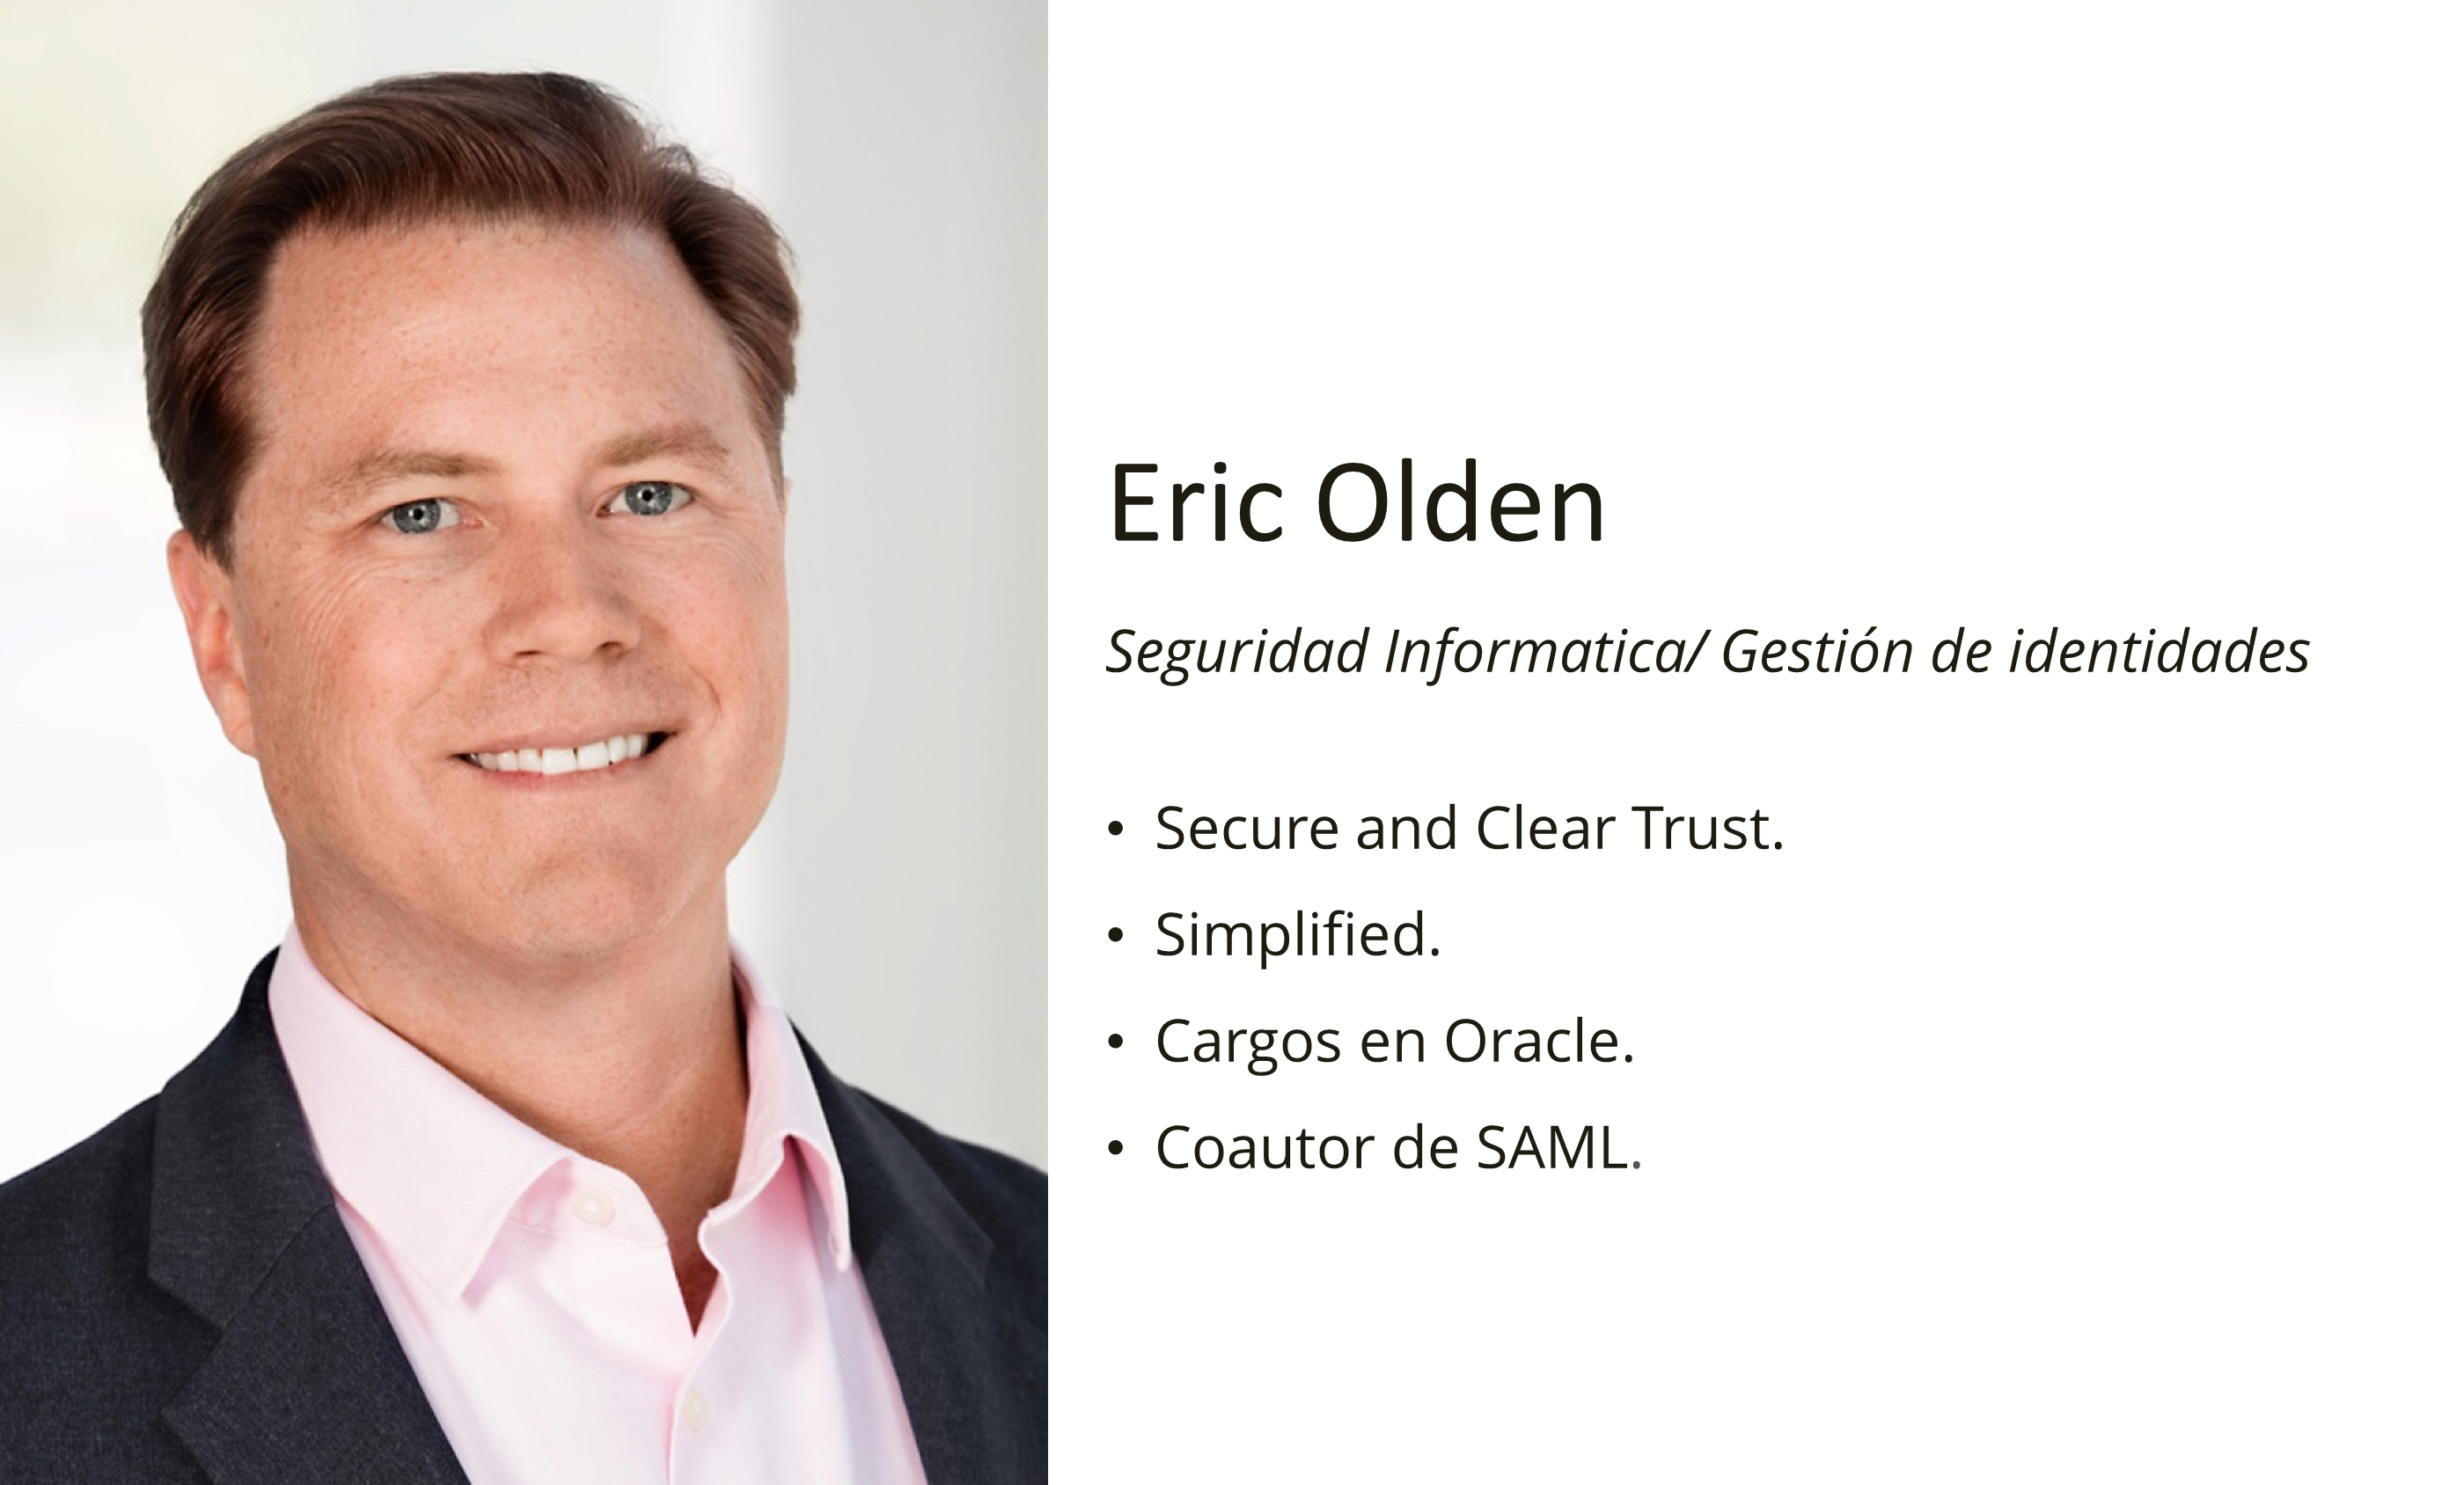 Eric Olden
Seguridad Informatica/ Gestión de identidades
• Secure and Clear Trust.
• Simplified.
• Cargos en Oracle.
• Coautor de SAML.